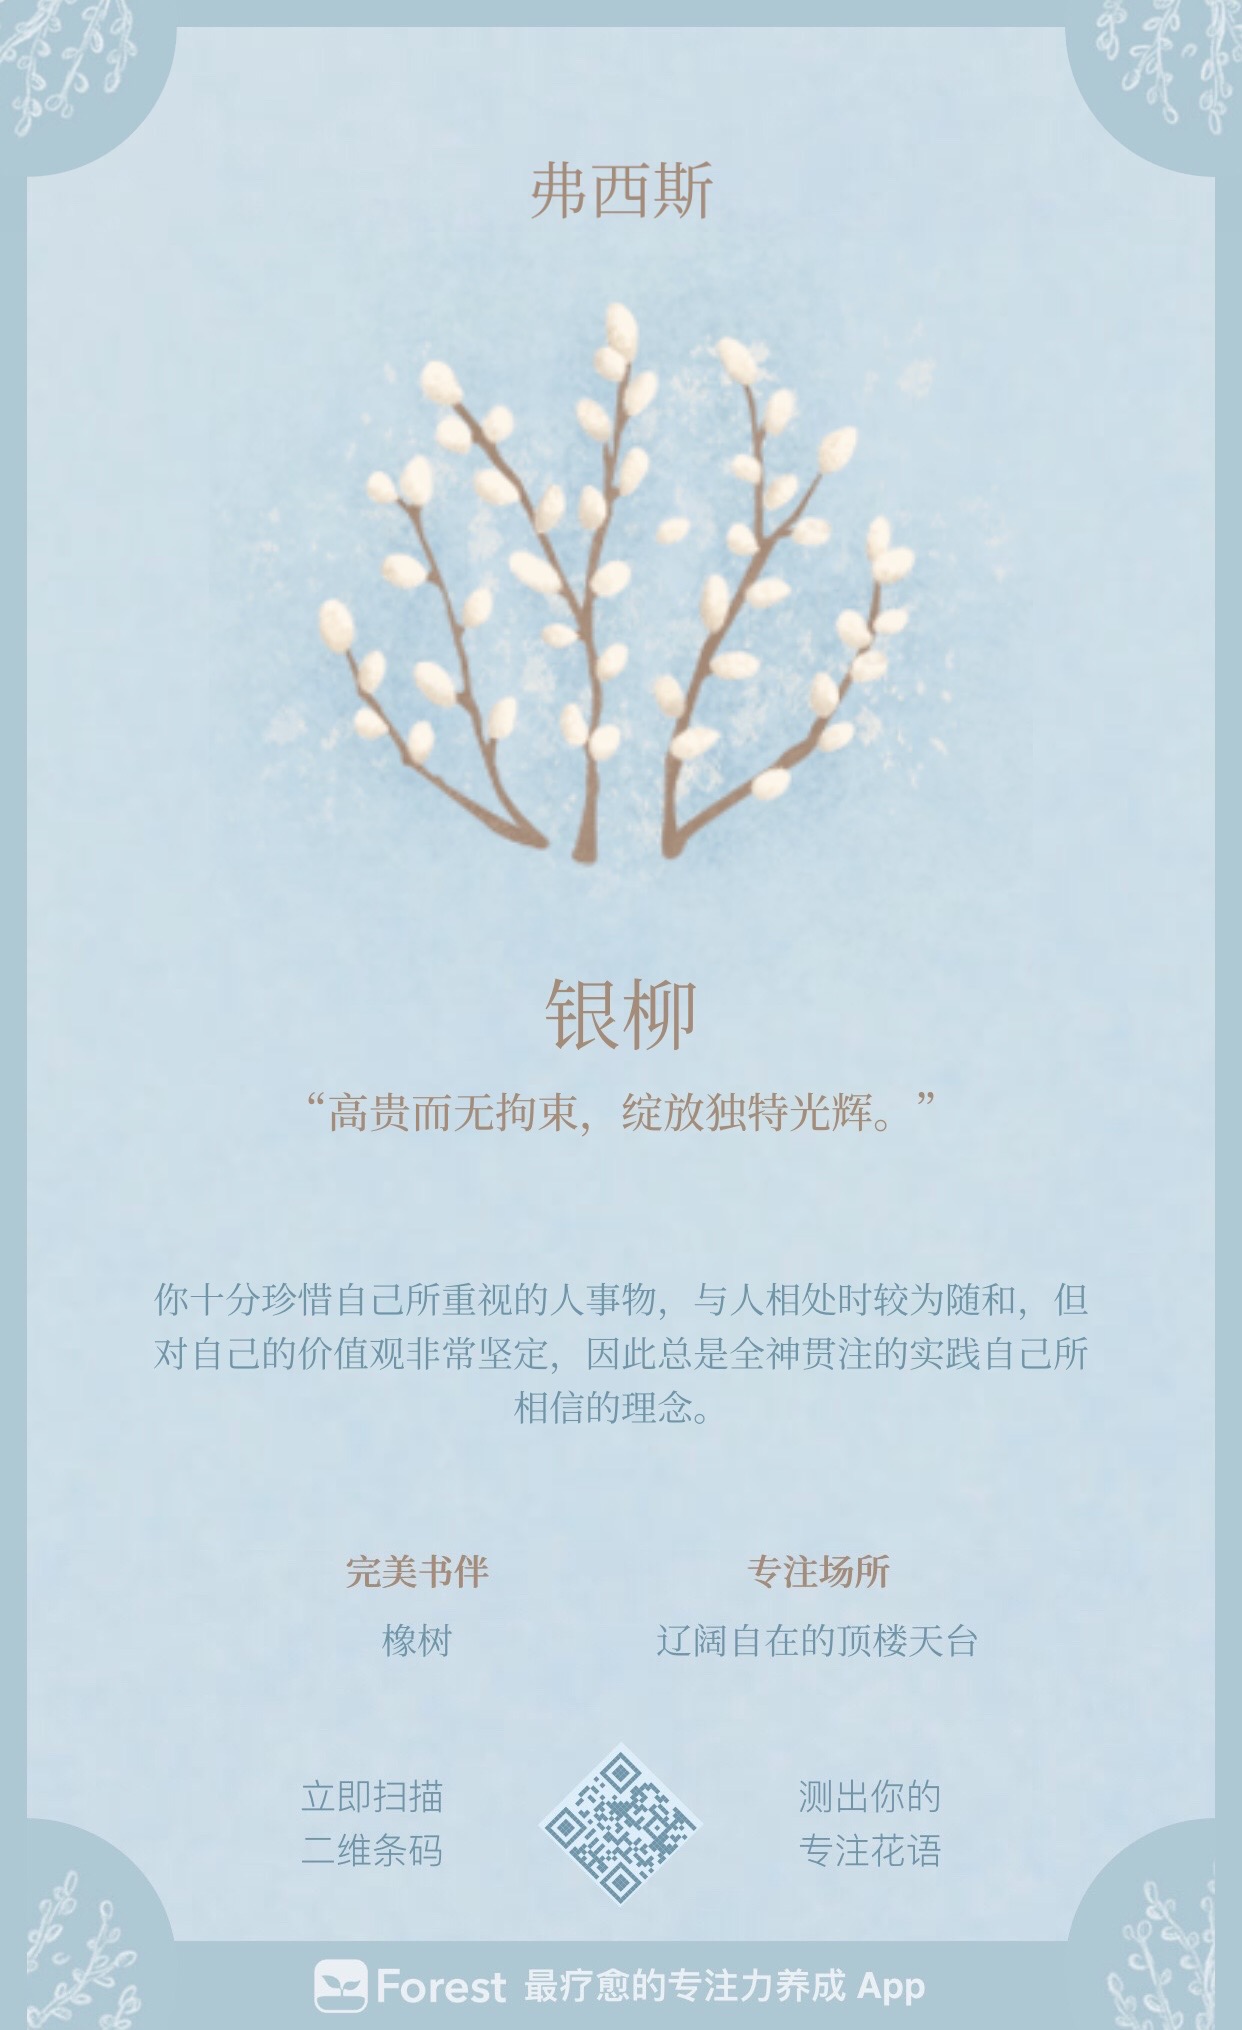 弗西斯
银柳
“高贵而无拘束，绽放独特光辉。”
你十分珍惜自己所重视的人事物，与人相处时较为随和，但
对自己的价值观非常坚定，因此总是全神贯注的实践自己所
相信的理念。
完美书伴
橡树
专注场所
辽阔自在的顶楼天台
立即扫描
二维条码
测出你的
专注花语
Forest 最疗愈的专注力养成 App